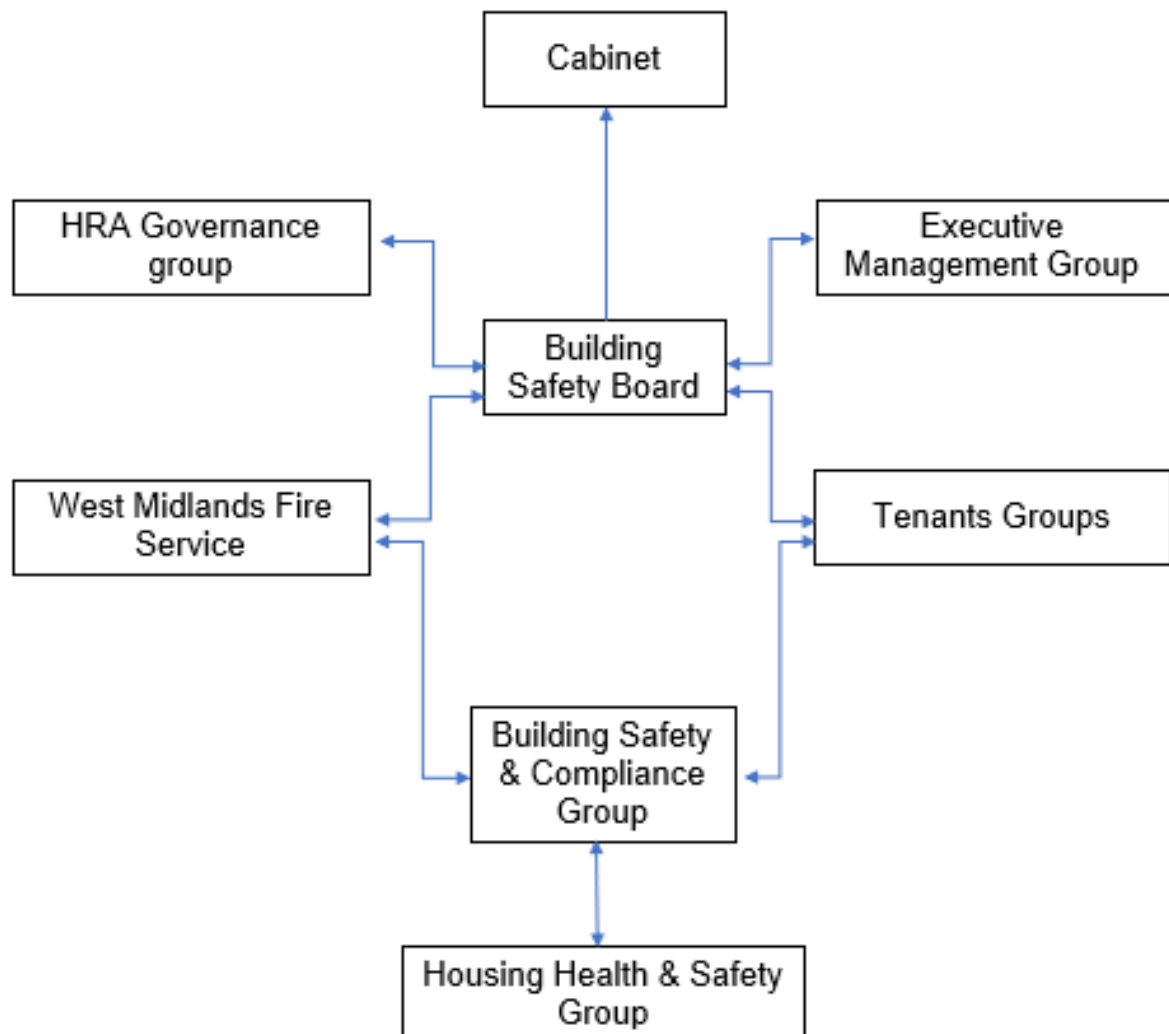 Cabinet
HRA Governance
group
Executive
Management Group
Building
Safety Board
West Midlands Fire
Service
Tenants Groups
Building Safety
& Compliance
Group
Housing Health & Safety
Group